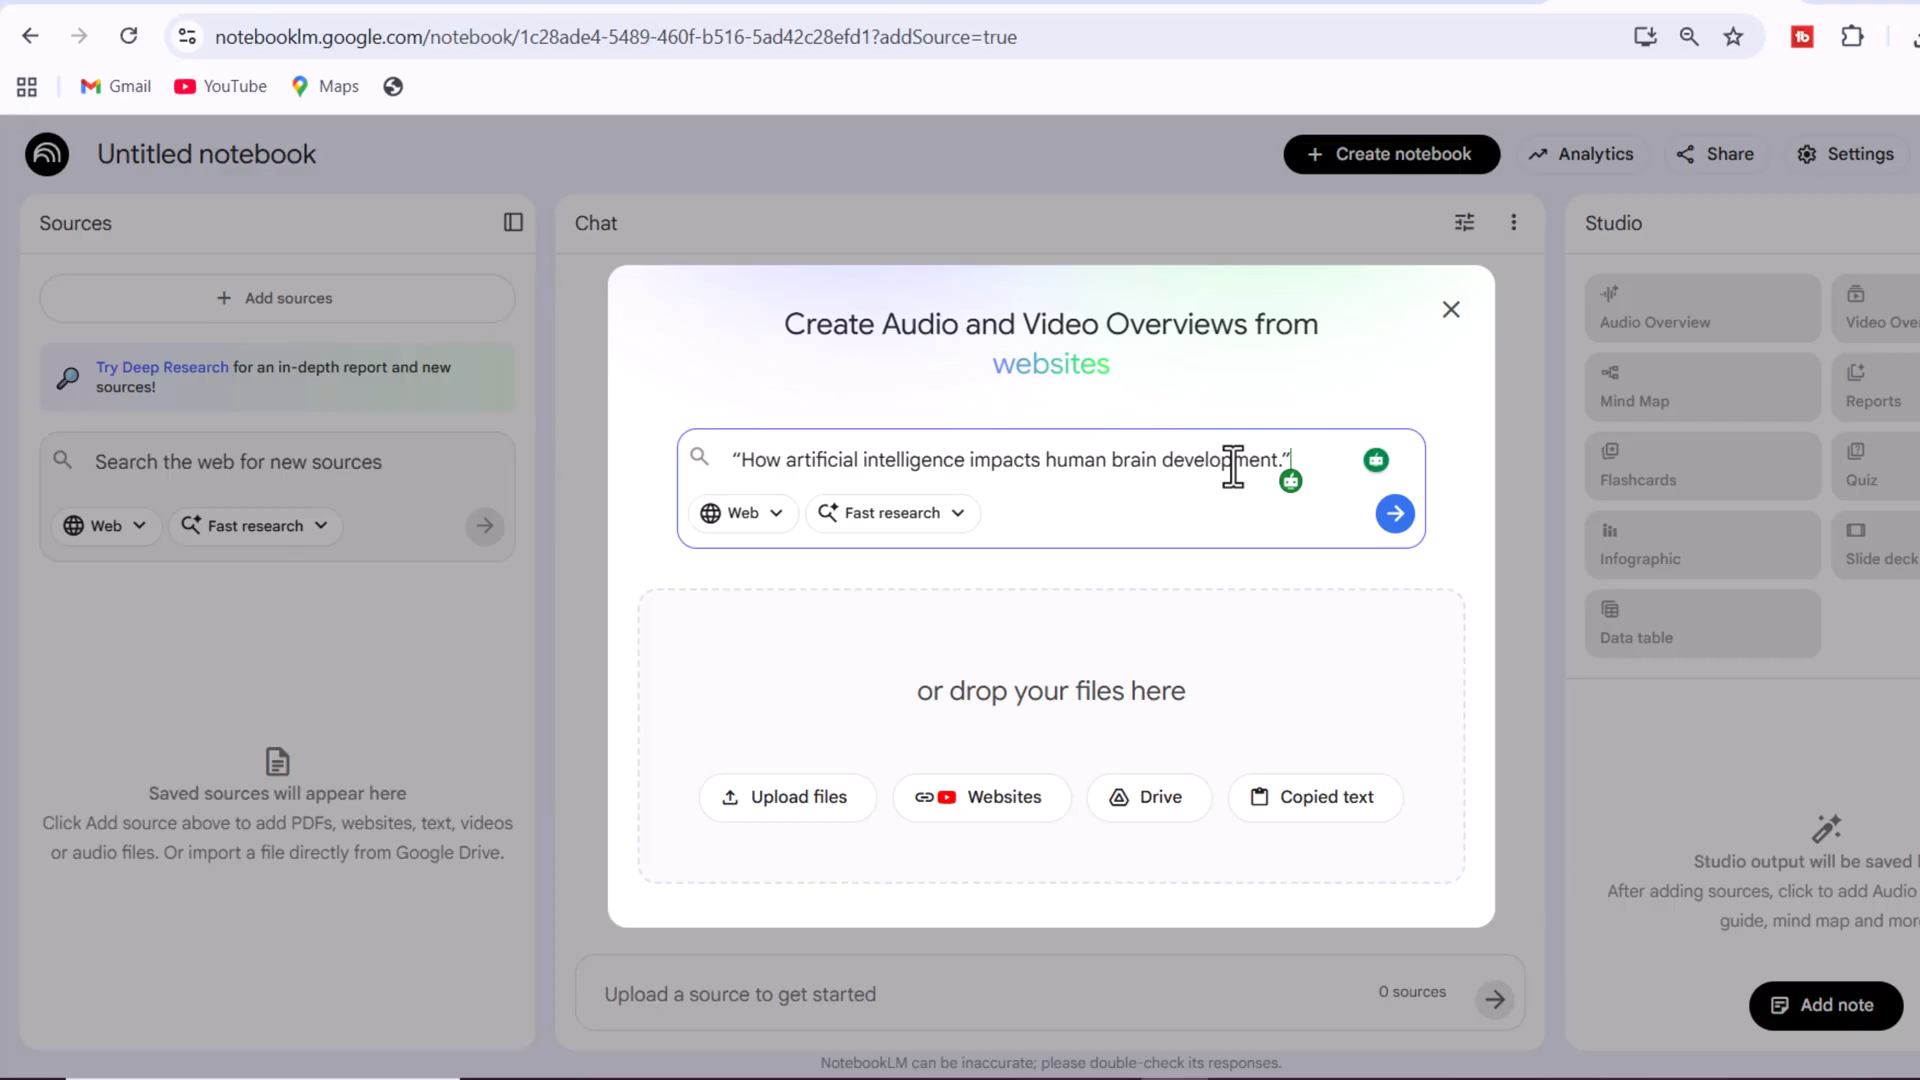 notebooklm.google.com/notebook/1c28ade4-5489-460f-b516-5ad42c28efd1?addSource=true
Gmail
YouTube
Maps
Untitled notebook
Create notebook
Analytics
Share
Settings
Sources
Add sources
Try Deep Research for an in-depth report and new
sources!
Search the web for new sources
Web
Fast research
Saved sources will appear here
Click Add source above to add PDFs, websites, text, videos
or audio files. Or import a file directly from Google Drive.
Chat
Create Audio and Video Overviews from
websites
“How artificial intelligence impacts human brain development.”
Web
Fast research
or drop your files here
Upload files
Websites
Drive
Copied text
Upload a source to get started
0 sources
NotebookLM can be inaccurate; please double-check its responses.
Studio
Audio Overview
Video Ove
Mind Map
Reports
Flashcards
Quiz
Infographic
Slide deck
Data table
Studio output will be saved
After adding sources, click to add Audio
guide, mind map and more
Add note